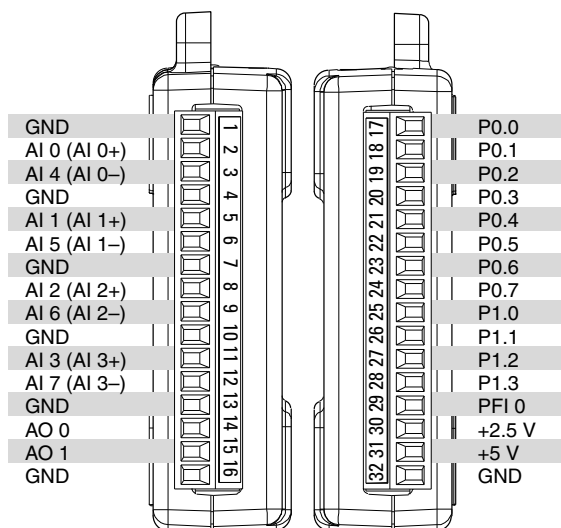 GND 1 17 P0.0
AI 0 (AI 0+) 2 18 P0.1
AI 4 (AI 0–) 3 19 P0.2
GND 4 20 P0.3
AI 1 (AI 1+) 5 21 P0.4
AI 5 (AI 1–) 6 22 P0.5
GND 7 23 P0.6
AI 2 (AI 2+) 8 24 P0.7
AI 6 (AI 2–) 9 25 P1.0
GND 10 26 P1.1
AI 3 (AI 3+) 11 27 P1.2
AI 7 (AI 3–) 12 28 P1.3
GND 13 29 PFI 0
AO 0 14 30 +2.5 V
AO 1 15 31 +5 V
GND 16 32 GND